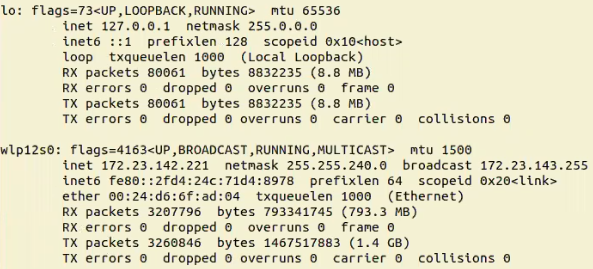 lo: flags=73<UP,LOOPBACK,RUNNING>  mtu 65536
        inet 127.0.0.1  netmask 255.0.0.0
        inet6 ::1  prefixlen 128  scopeid 0x10<host>
        loop  txqueuelen 1000  (Local Loopback)
        RX packets 80061  bytes 8832235 (8.8 MB)
        RX errors 0  dropped 0  overruns 0  frame 0
        TX packets 80061  bytes 8832235 (8.8 MB)
        TX errors 0  dropped 0 overruns 0  carrier 0  collisions 0

wlp12s0: flags=4163<UP,BROADCAST,RUNNING,MULTICAST>  mtu 1500
        inet 172.23.142.221  netmask 255.255.240.0  broadcast 172.23.143.255
        inet6 fe80::2fd4:24c:71d4:8978  prefixlen 64  scopeid 0x20<link>
        ether 00:24:d6:6f:ad:04  txqueuelen 1000  (Ethernet)
        RX packets 3207796  bytes 793341745 (793.3 MB)
        RX errors 0  dropped 0  overruns 0  frame 0
        TX packets 3260846  bytes 1467517883 (1.4 GB)
        TX errors 0  dropped 0 overruns 0  carrier 0  collisions 0